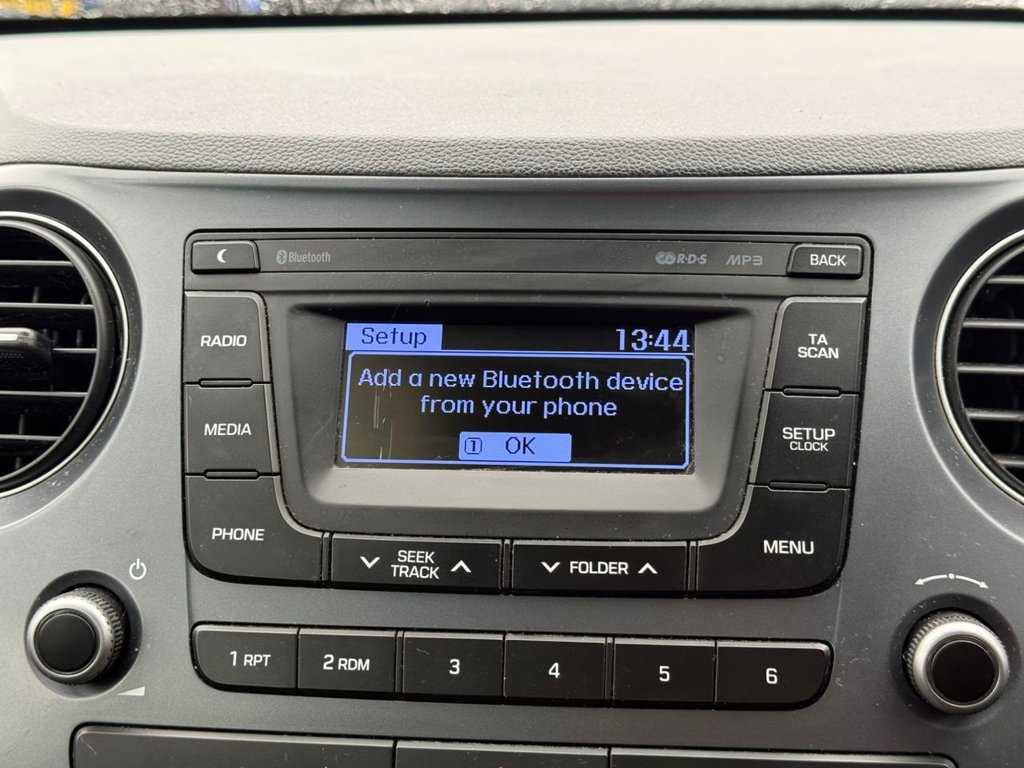 Bluetooth
R·D·S
MP3
BACK
RADIO
Setup
13:44
TA
SCAN
Add a new Bluetooth device
from your phone
1 OK
MEDIA
SETUP
CLOCK
PHONE
SEEK
TRACK
FOLDER
MENU
1 RPT
2 RDM
3
4
5
6